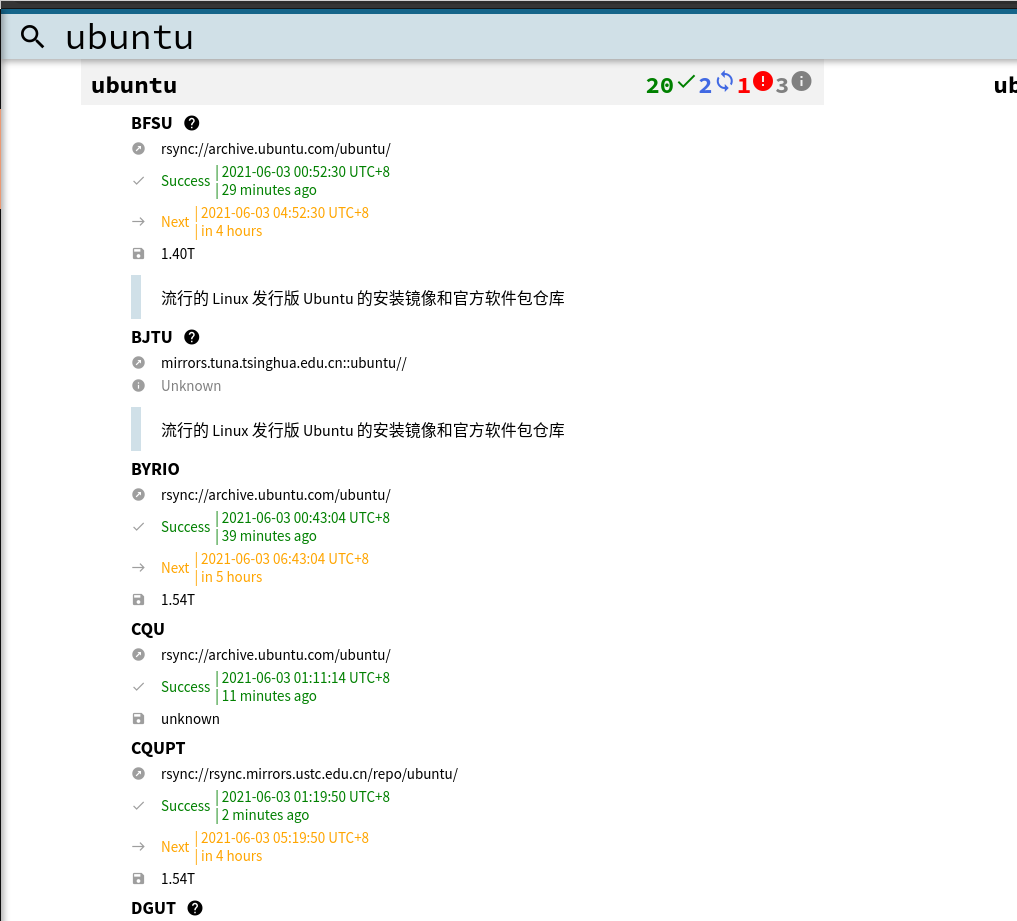 ubuntu
ubuntu 20 2 1 3 ub
BFSU
rsync://archive.ubuntu.com/ubuntu/
Success | 2021-06-03 00:52:30 UTC+8
| 29 minutes ago
Next | 2021-06-03 04:52:30 UTC+8
| in 4 hours
1.40T
流行的 Linux 发行版 Ubuntu 的安装镜像和官方软件包仓库
BJTU
mirrors.tuna.tsinghua.edu.cn::ubuntu//
Unknown
流行的 Linux 发行版 Ubuntu 的安装镜像和官方软件包仓库
BYRIO
rsync://archive.ubuntu.com/ubuntu/
Success | 2021-06-03 00:43:04 UTC+8
| 39 minutes ago
Next | 2021-06-03 06:43:04 UTC+8
| in 5 hours
1.54T
CQU
rsync://archive.ubuntu.com/ubuntu/
Success | 2021-06-03 01:11:14 UTC+8
| 11 minutes ago
unknown
CQUPT
rsync://rsync.mirrors.ustc.edu.cn/repo/ubuntu/
Success | 2021-06-03 01:19:50 UTC+8
| 2 minutes ago
Next | 2021-06-03 05:19:50 UTC+8
| in 4 hours
1.54T
DGUT